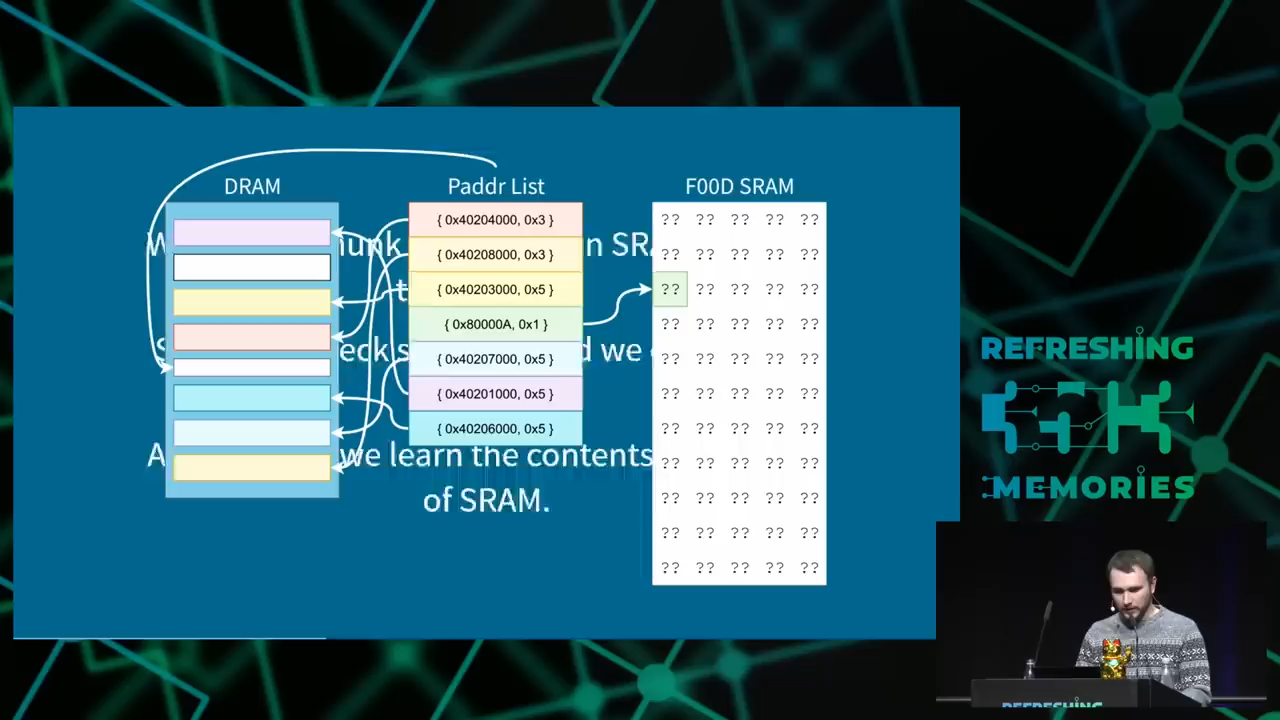 DRAM
Paddr List
F00D SRAM
{ 0x40204000, 0x3 }
{ 0x40208000, 0x3 }
{ 0x40203000, 0x5 }
{ 0x80000A, 0x1 }
{ 0x40207000, 0x5 }
{ 0x40201000, 0x5 }
{ 0x40206000, 0x5 }
?? ?? ?? ?? ??
?? ?? ?? ?? ??
?? ?? ?? ?? ??
?? ?? ?? ?? ??
?? ?? ?? ?? ??
?? ?? ?? ?? ??
?? ?? ?? ?? ??
?? ?? ?? ?? ??
?? ?? ?? ?? ??
?? ?? ?? ?? ??
?? ?? ?? ?? ??
we learn the contents
of SRAM.
REFRESHING
MEMORIES
REFRESHING